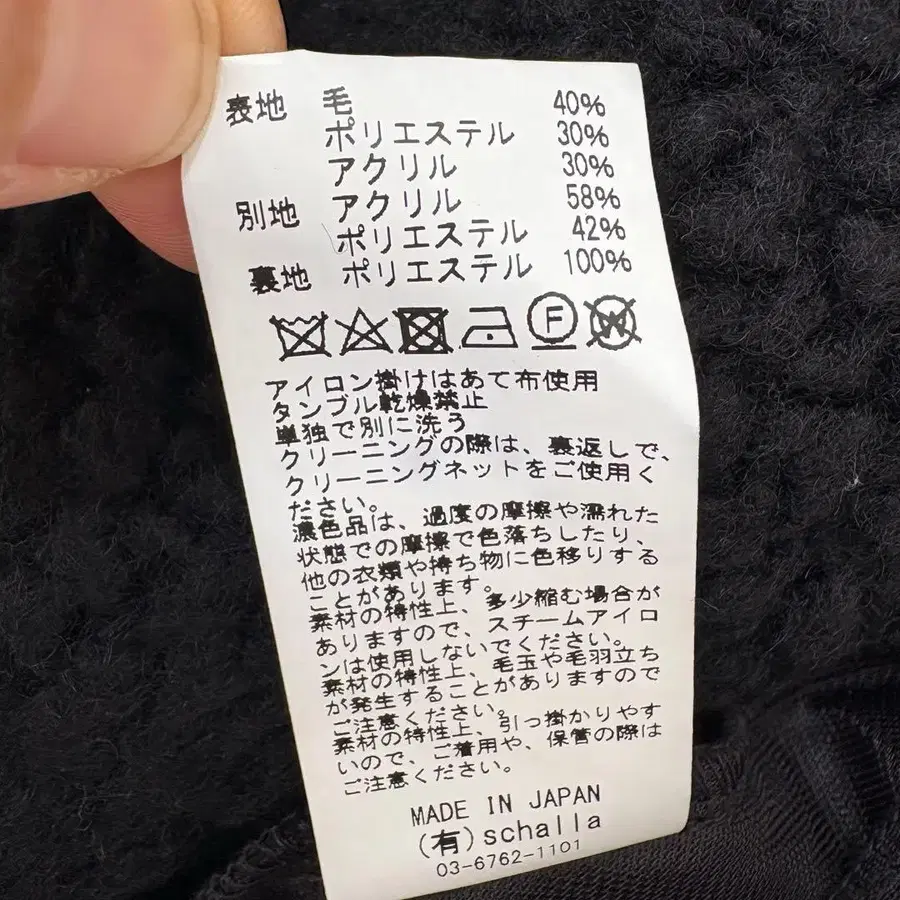 表地 毛 40%
ポリエステル 30%
アクリル 30%
別地 アクリル 58%
ポリエステル 42%
裏地 ポリエステル 100%
F W
アイロン掛けはあて布使用
タンブル乾燥禁止
単独で別に洗う
クリーニングの際は、裏返しで、
クリーニングネットをご使用く
ださい。
濃色品は、過度の摩擦や濡れた
状態での摩擦で色落ちしたり、
他の衣類や持ち物に色移りする
ことがあります。
素材の特性上、多少縮む場合が
ありますので、スチームアイロ
ンは使用しないでください。
素材の特性上、毛玉や毛羽立ち
が発生することがありますので
ご注意ください。
素材の特性上、引っ掛かりやす
いので、ご着用や、保管の際は
ご注意ください。
MADE IN JAPAN
(有)schalla
03-6762-1101